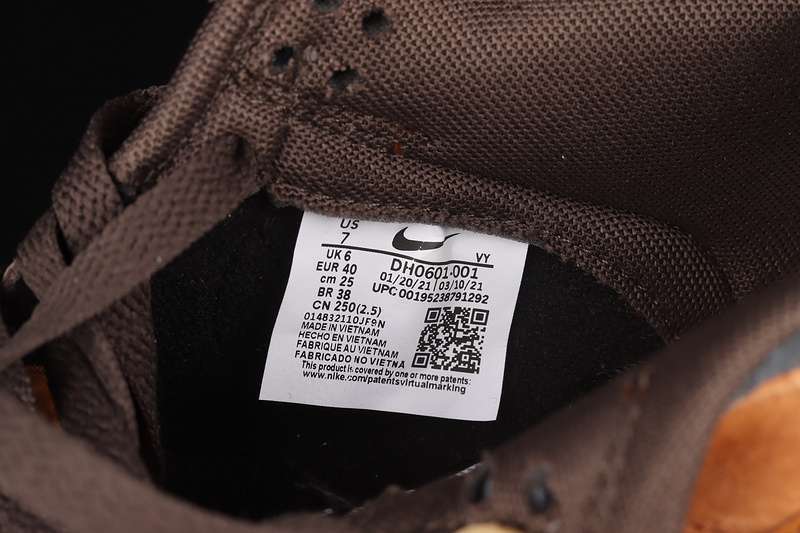 US
7
VY
UK 6
DH0601-001
EUR 40
01/20/21 | 03/10/21
cm 25
UPC 00195238791292
BR 38
CN 250(2.5)
014832110JF9N
MADE IN VIETNAM
HECHO EN VIETNAM
FABRIQUE AU VIETNAM
FABRICADO NO VIETNA
This product is covered by one or more patents:
www.nike.com/patentsvirtualmarking